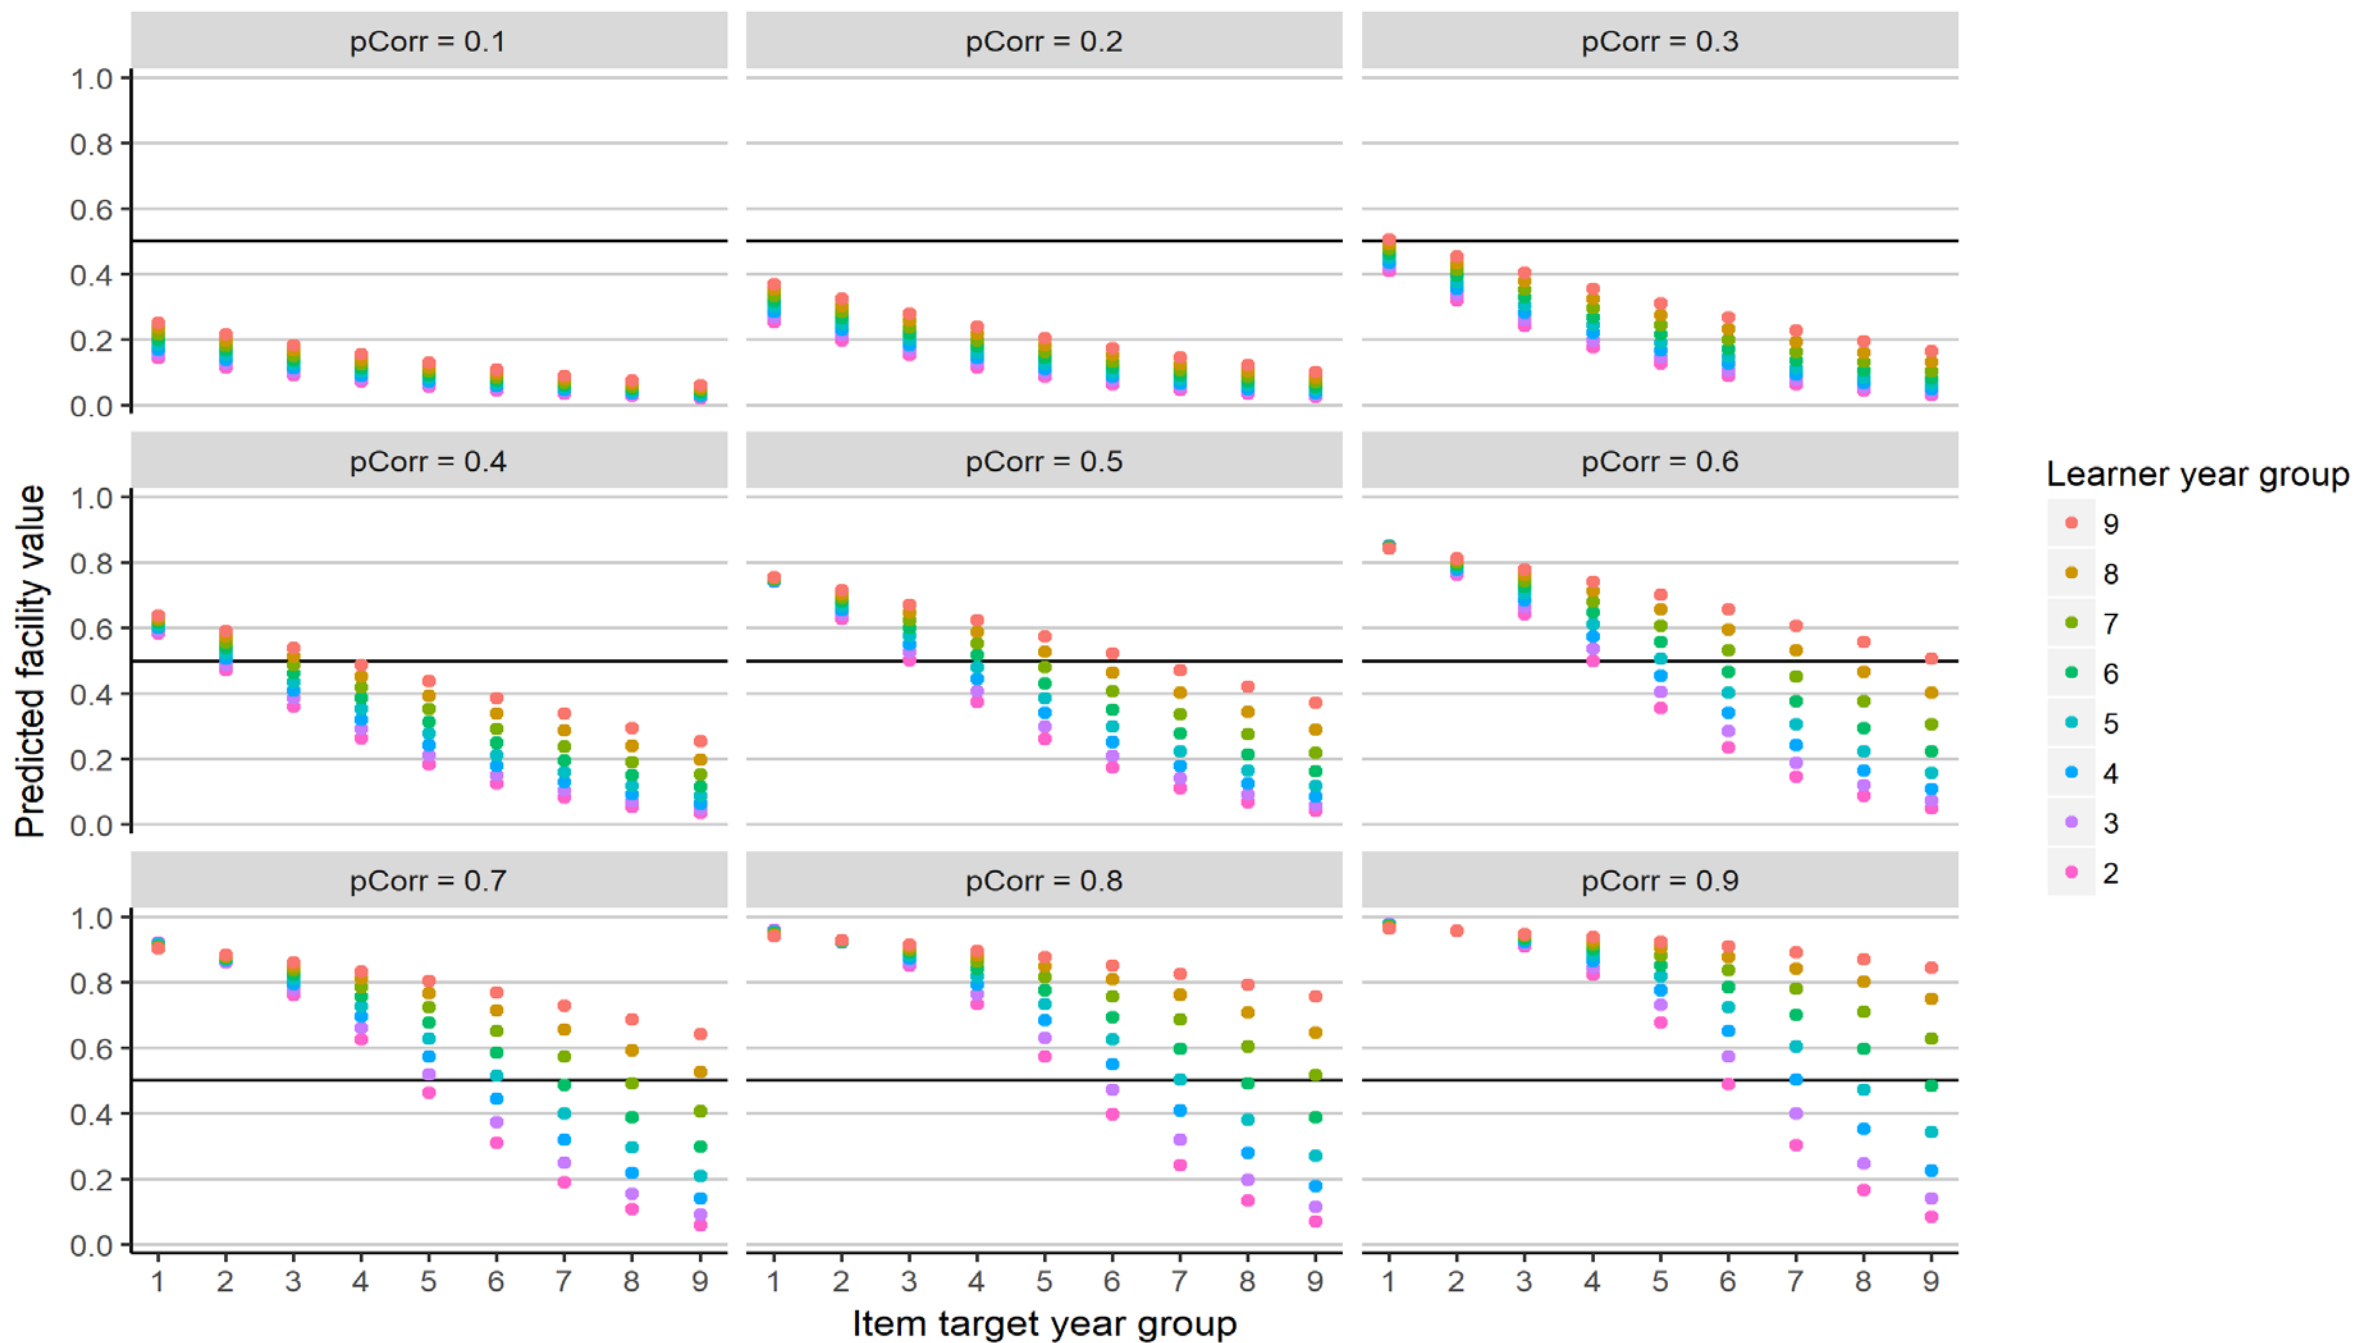 pCorr = 0.1
pCorr = 0.2
pCorr = 0.3
1.0
0.8
0.6
0.4
0.2
0.0
pCorr = 0.4
pCorr = 0.5
pCorr = 0.6
1.0
0.8
0.6
0.4
0.2
0.0
pCorr = 0.7
pCorr = 0.8
pCorr = 0.9
1.0
0.8
0.6
0.4
0.2
0.0
1 2 3 4 5 6 7 8 9
1 2 3 4 5 6 7 8 9
1 2 3 4 5 6 7 8 9
Item target year group
Predicted facility value
Learner year group
9
8
7
6
5
4
3
2